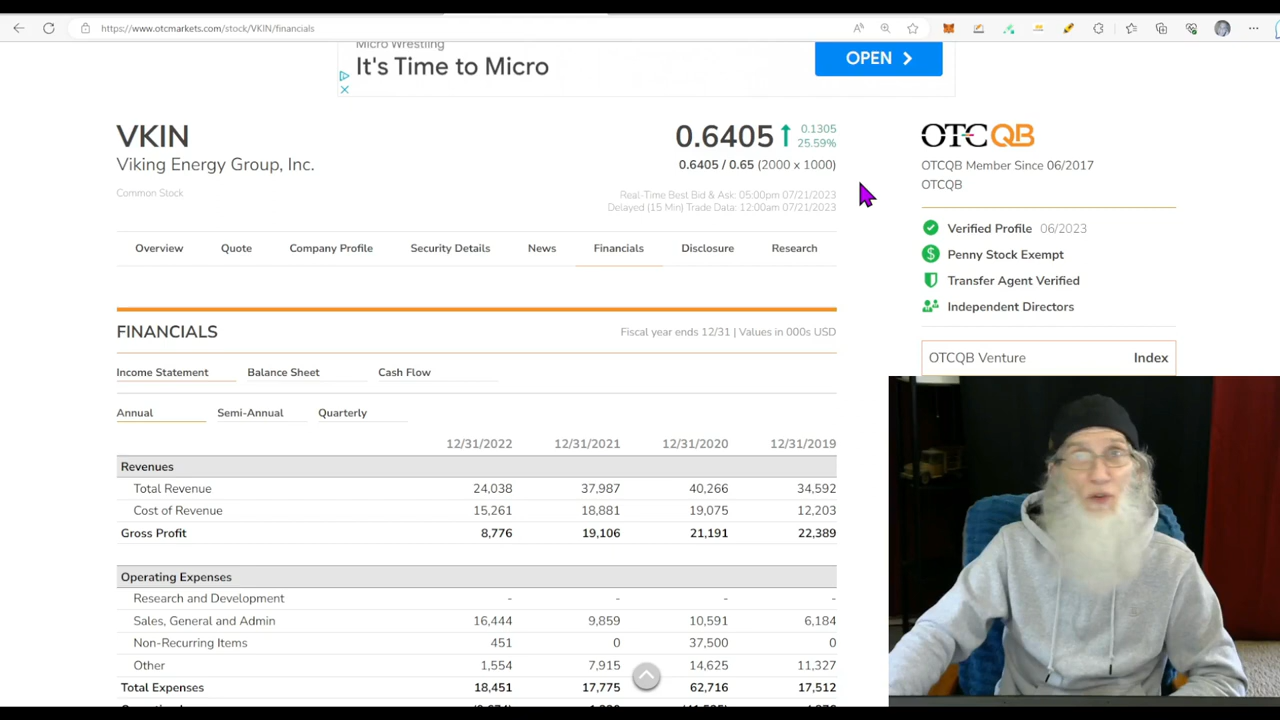 https://www.otcmarkets.com/stock/VKIN/financials
Micro Wrestling
It's Time to Micro
OPEN
VKIN
0.6405 0.1305
25.59%
Viking Energy Group, Inc.
0.6405 / 0.65 (2000 x 1000)
Common Stock
Real-Time Best Bid & Ask: 05:00pm 07/21/2023
Delayed (15 Min) Trade Data: 12:00am 07/21/2023
OTCQB
OTCQB Member Since 06/2017
OTCQB
Verified Profile 06/2023
Penny Stock Exempt
Transfer Agent Verified
Independent Directors
OTCQB Venture Index
Overview Quote Company Profile Security Details News Financials Disclosure Research
FINANCIALS Fiscal year ends 12/31 | Values in 000s USD
Income Statement Balance Sheet Cash Flow
Annual Semi-Annual Quarterly
12/31/2022 12/31/2021 12/31/2020 12/31/2019
Revenues
Total Revenue 24,038 37,987 40,266 34,592
Cost of Revenue 15,261 18,881 19,075 12,203
Gross Profit 8,776 19,106 21,191 22,389
Operating Expenses
Research and Development - - - -
Sales, General and Admin 16,444 9,859 10,591 6,184
Non-Recurring Items 451 0 37,500 0
Other 1,554 7,915 14,625 11,327
Total Expenses 18,451 17,775 62,716 17,512